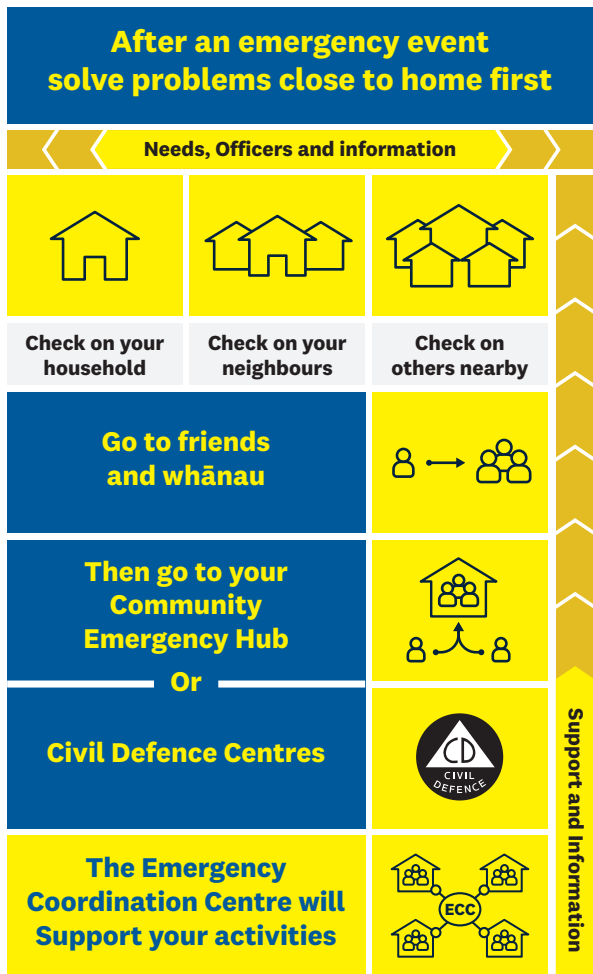 After an emergency event
solve problems close to home first
Needs, Officers and information
Check on your
household
Check on your
neighbours
Check on
others nearby
Go to friends
and whānau
Then go to your
Community
Emergency Hub
Or
Civil Defence Centres
CD
CIVIL
DEFENCE
The Emergency
Coordination Centre will
Support your activities
ECC
Support and Information